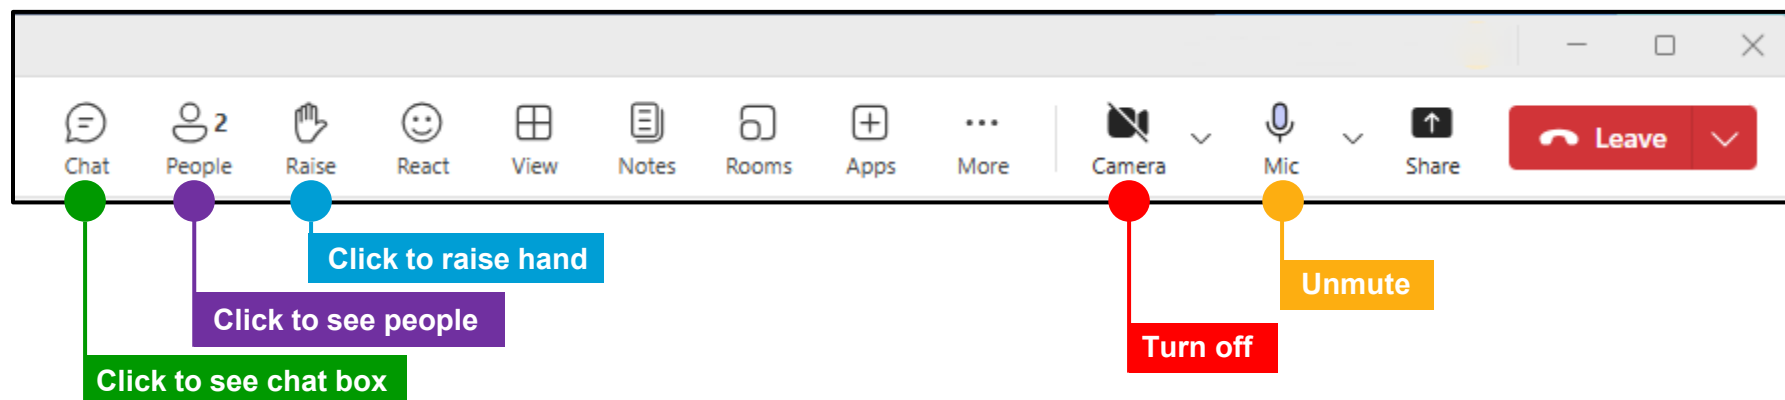 2
Chat People Raise React View Notes Rooms Apps More Camera Mic Share Leave
Click to raise hand
Unmute
Click to see people
Turn off
Click to see chat box